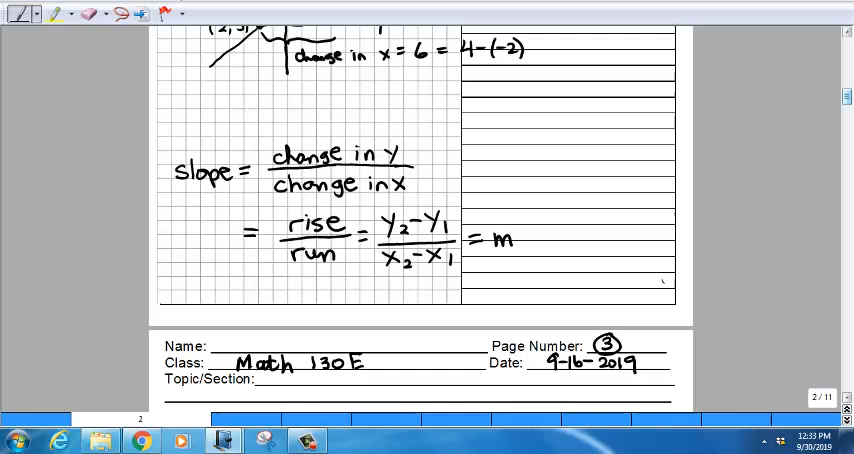 change in x = 6 = 4-(-2)
slope = change in y / change in x
= rise / run = y₂-y₁ / x₂-x₁ = m
Name:
Page Number: 3
Class: Math 130E
Date: 9-16-2019
Topic/Section:
2 / 11
2
12:33 PM
9/30/2019